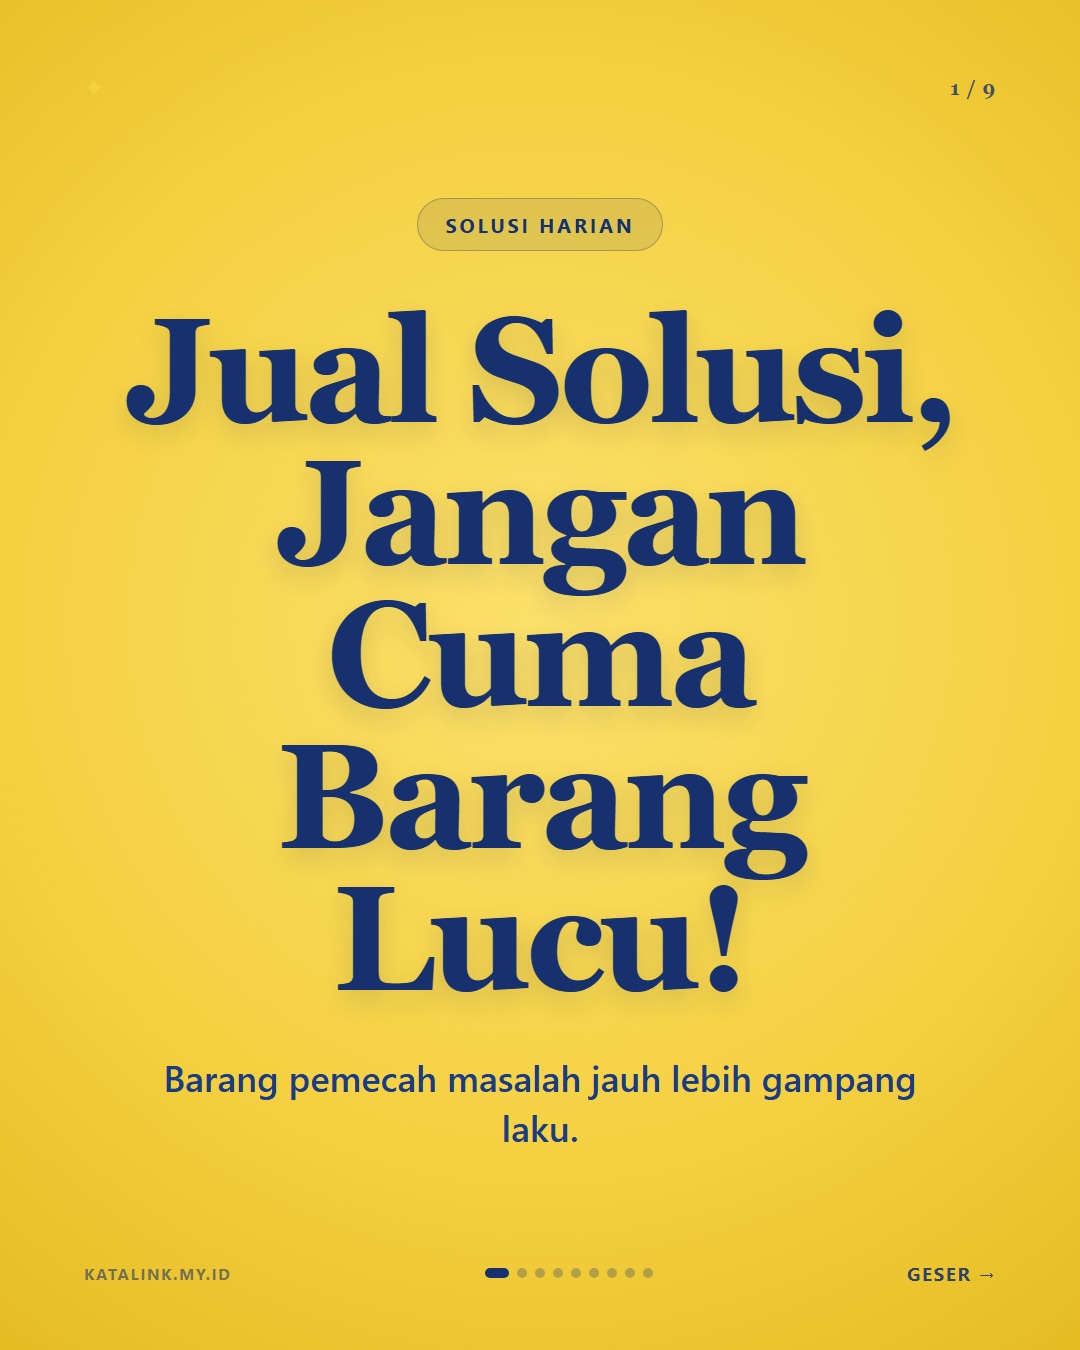 1 / 9
SOLUSI HARIAN
Jual Solusi,
Jangan
Cuma
Barang
Lucu!
Barang pemecah masalah jauh lebih gampang
laku.
KATALINK.MY.ID
GESER →